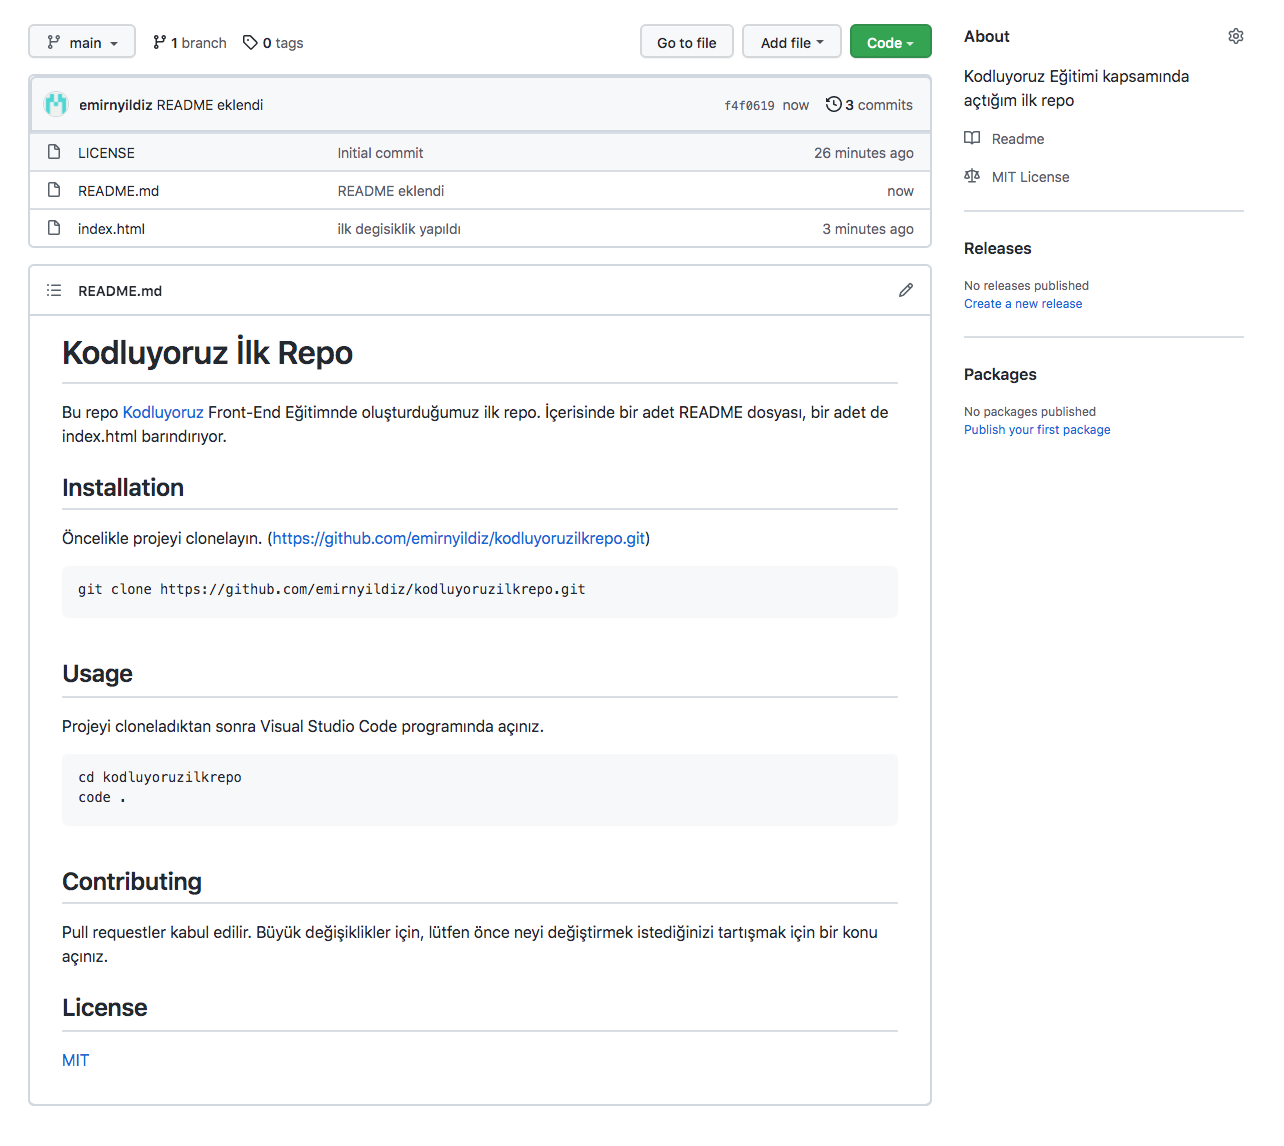 main
1 branch
0 tags
Go to file
Add file
Code
emirnyildiz README eklendi
f4f0619 now
3 commits
LICENSE
Initial commit
26 minutes ago
README.md
README eklendi
now
index.html
ilk degisiklik yapıldı
3 minutes ago
README.md
Kodluyoruz İlk Repo
Bu repo Kodluyoruz Front-End Eğitimnde oluşturduğumuz ilk repo. İçerisinde bir adet README dosyası, bir adet de
index.html barındırıyor.
Installation
Öncelikle projeyi clonelayın. (https://github.com/emirnyildiz/kodluyoruzilkrepo.git)
git clone https://github.com/emirnyildiz/kodluyoruzilkrepo.git
Usage
Projeyi cloneladıktan sonra Visual Studio Code programında açınız.
cd kodluyoruzilkrepo
code .
Contributing
Pull requestler kabul edilir. Büyük değişiklikler için, lütfen önce neyi değiştirmek istediğinizi tartışmak için bir konu
açınız.
License
MIT
About
Kodluyoruz Eğitimi kapsamında
açtığım ilk repo
Readme
MIT License
Releases
No releases published
Create a new release
Packages
No packages published
Publish your first package